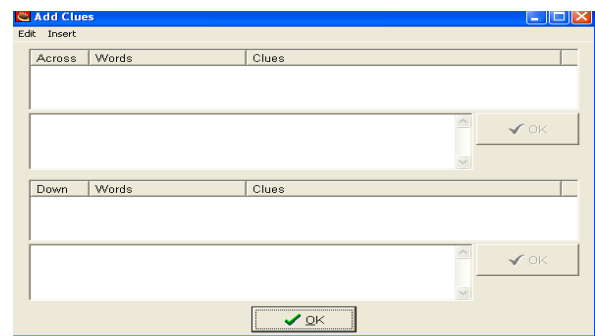 Add Clues
Edit Insert
Across Words Clues
OK
Down Words Clues
OK
OK